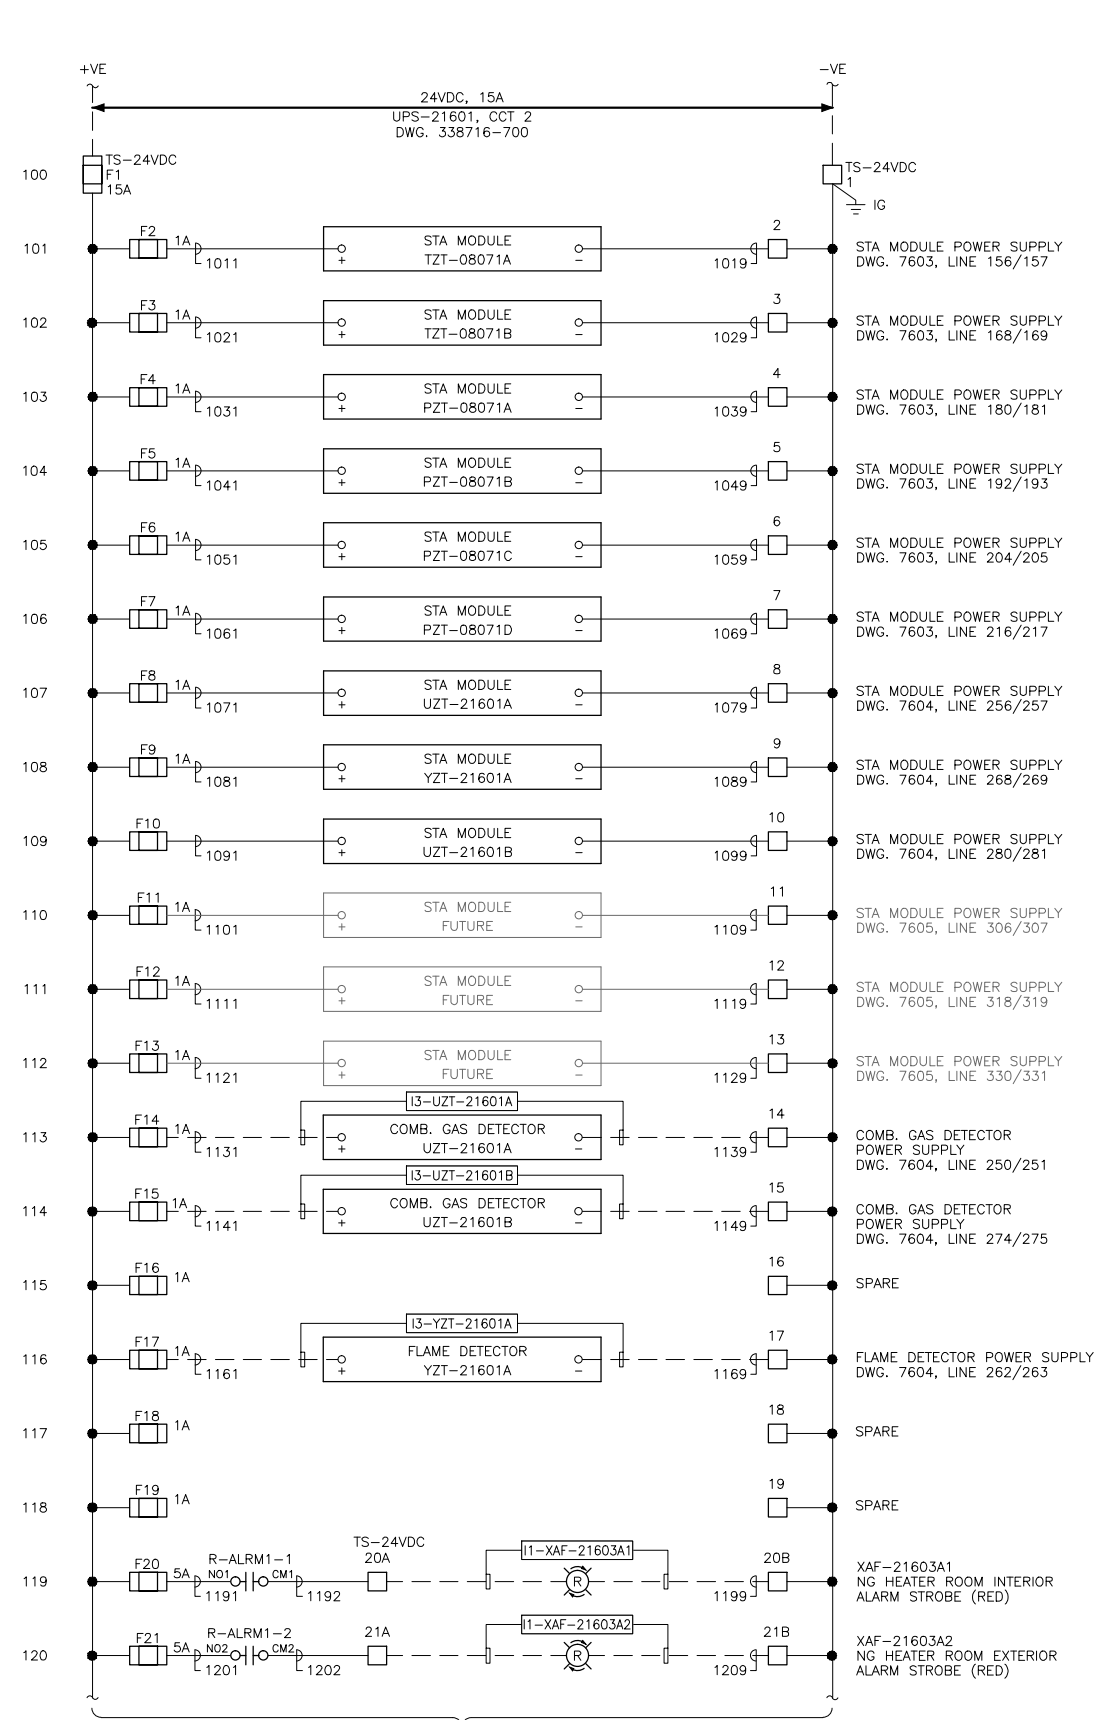 +VE
-VE
24VDC, 15A
UPS-21601, CCT 2
DWG. 338716-700
100
TS-24VDC
F1
15A
TS-24VDC
1
IG
101
F2
1A
1011
STA MODULE
TZT-08071A
+
-
1019
2
STA MODULE POWER SUPPLY
DWG. 7603, LINE 156/157
102
F3
1A
1021
STA MODULE
TZT-08071B
+
-
1029
3
STA MODULE POWER SUPPLY
DWG. 7603, LINE 168/169
103
F4
1A
1031
STA MODULE
PZT-08071A
+
-
1039
4
STA MODULE POWER SUPPLY
DWG. 7603, LINE 180/181
104
F5
1A
1041
STA MODULE
PZT-08071B
+
-
1049
5
STA MODULE POWER SUPPLY
DWG. 7603, LINE 192/193
105
F6
1A
1051
STA MODULE
PZT-08071C
+
-
1059
6
STA MODULE POWER SUPPLY
DWG. 7603, LINE 204/205
106
F7
1A
1061
STA MODULE
PZT-08071D
+
-
1069
7
STA MODULE POWER SUPPLY
DWG. 7603, LINE 216/217
107
F8
1A
1071
STA MODULE
UZT-21601A
+
-
1079
8
STA MODULE POWER SUPPLY
DWG. 7604, LINE 256/257
108
F9
1A
1081
STA MODULE
YZT-21601A
+
-
1089
9
STA MODULE POWER SUPPLY
DWG. 7604, LINE 268/269
109
F10
1091
STA MODULE
UZT-21601B
+
-
1099
10
STA MODULE POWER SUPPLY
DWG. 7604, LINE 280/281
110
F11
1A
1101
STA MODULE
FUTURE
+
-
1109
11
STA MODULE POWER SUPPLY
DWG. 7605, LINE 306/307
111
F12
1A
1111
STA MODULE
FUTURE
+
-
1119
12
STA MODULE POWER SUPPLY
DWG. 7605, LINE 318/319
112
F13
1A
1121
STA MODULE
FUTURE
+
-
1129
13
STA MODULE POWER SUPPLY
DWG. 7605, LINE 330/331
I3-UZT-21601A
113
F14
1A
1131
COMB. GAS DETECTOR
UZT-21601A
+
-
1139
14
COMB. GAS DETECTOR
POWER SUPPLY
DWG. 7604, LINE 250/251
I3-UZT-21601B
114
F15
1A
1141
COMB. GAS DETECTOR
UZT-21601B
+
-
1149
15
COMB. GAS DETECTOR
POWER SUPPLY
DWG. 7604, LINE 274/275
115
F16
1A
16
SPARE
I3-YZT-21601A
116
F17
1A
1161
FLAME DETECTOR
YZT-21601A
+
-
1169
17
FLAME DETECTOR POWER SUPPLY
DWG. 7604, LINE 262/263
117
F18
1A
18
SPARE
118
F19
1A
19
SPARE
119
F20
5A
1191
R-ALRM1-1
NO1
CM1
1192
TS-24VDC
20A
I1-XAF-21603A1
R
1199
20B
XAF-21603A1
NG HEATER ROOM INTERIOR
ALARM STROBE (RED)
120
F21
5A
1201
R-ALRM1-2
NO2
CM2
1202
21A
I1-XAF-21603A2
R
1209
21B
XAF-21603A2
NG HEATER ROOM EXTERIOR
ALARM STROBE (RED)